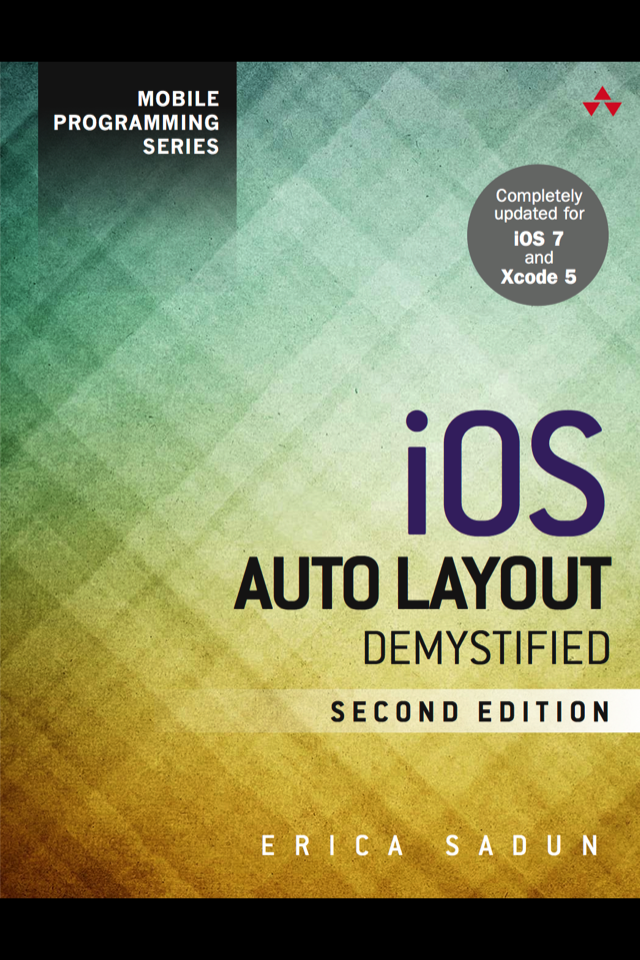 MOBILE
PROGRAMMING
SERIES
Completely
updated for
iOS 7
and
Xcode 5
iOS
AUTO LAYOUT
DEMYSTIFIED
SECOND EDITION
ERICA SADUN